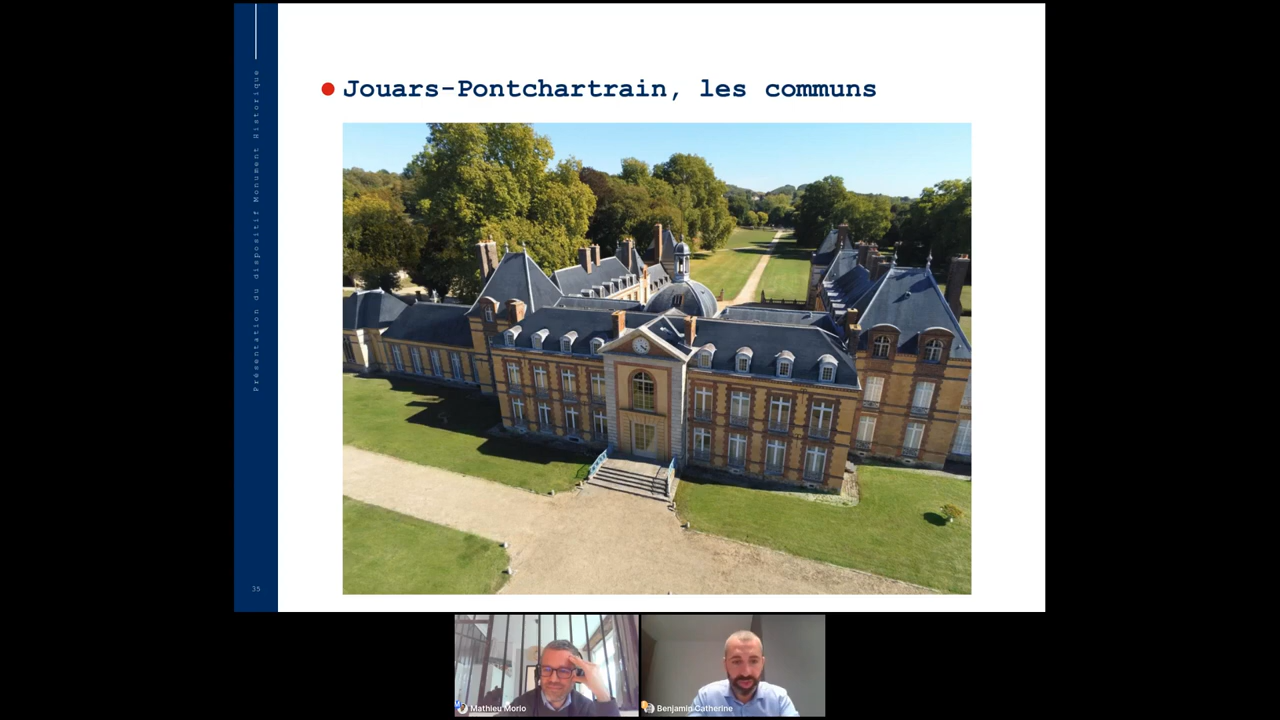 Jouars-Pontchartrain, les communs
Présentation du dispositif Monument Historique
35
Mathieu Morio
Benjamin Catherine